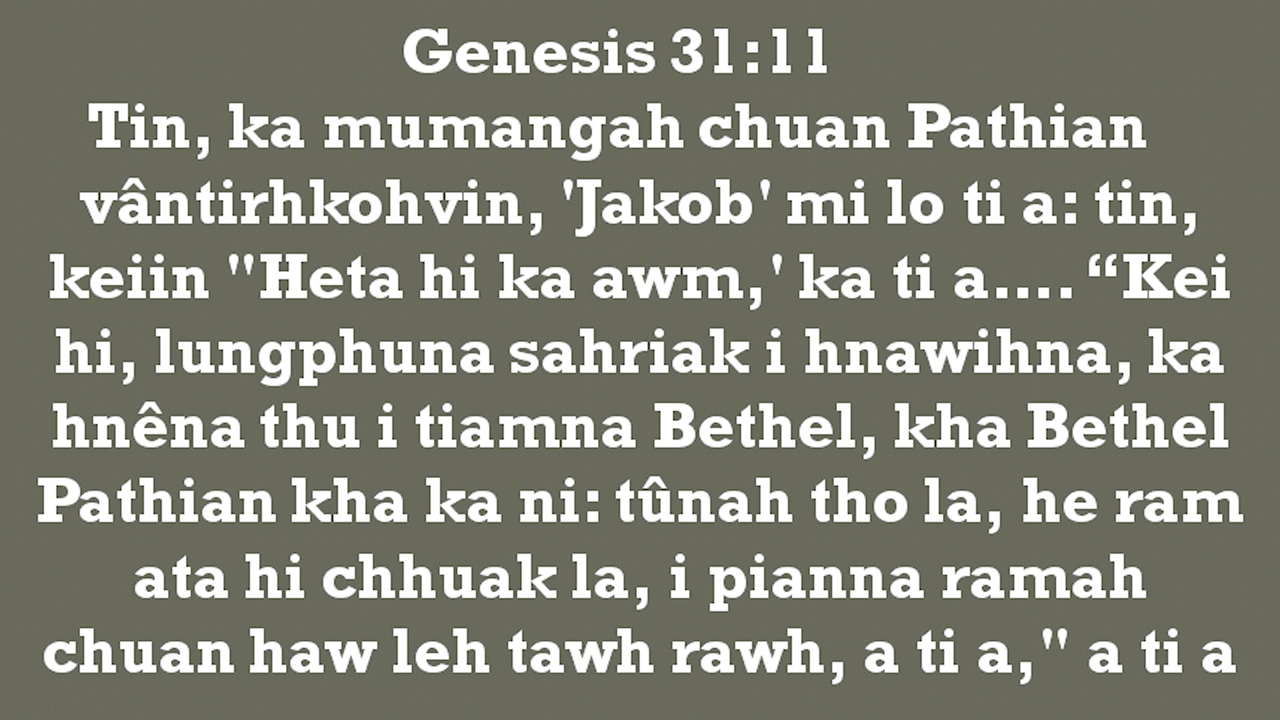 Genesis 31:11
Tin, ka mumangah chuan Pathian
vântirhkohvin, 'Jakob' mi lo ti a: tin,
keiin "Heta hi ka awm,' ka ti a.... “Kei
hi, lungphuna sahriak i hnawihna, ka
hnêna thu i tiamna Bethel, kha Bethel
Pathian kha ka ni: tûnah tho la, he ram
ata hi chhuak la, i pianna ramah
chuan haw leh tawh rawh, a ti a," a ti a